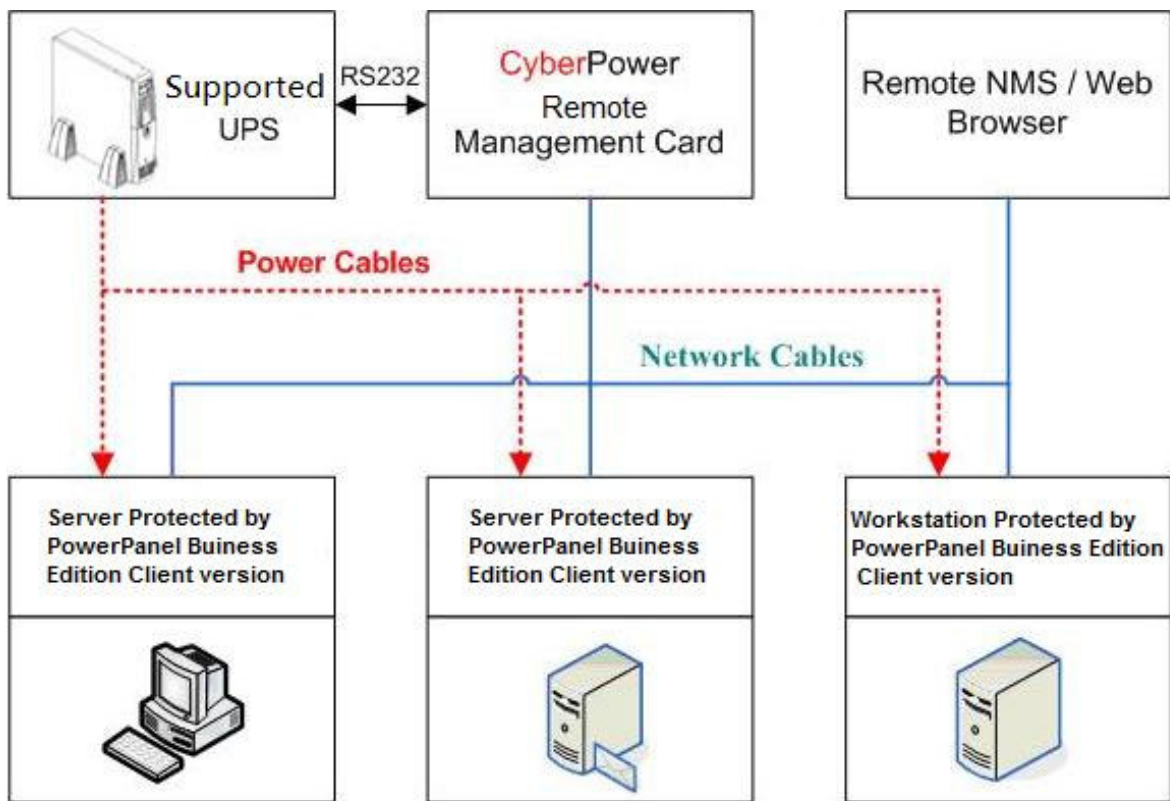 Supported
UPS
RS232
CyberPower
Remote
Management Card
Remote NMS / Web
Browser
Power Cables
Network Cables
Server Protected by
PowerPanel Buiness
Edition Client version
Server Protected by
PowerPanel Buiness
Edition Client version
Workstation Protected by
PowerPanel Buiness Edition
Client version